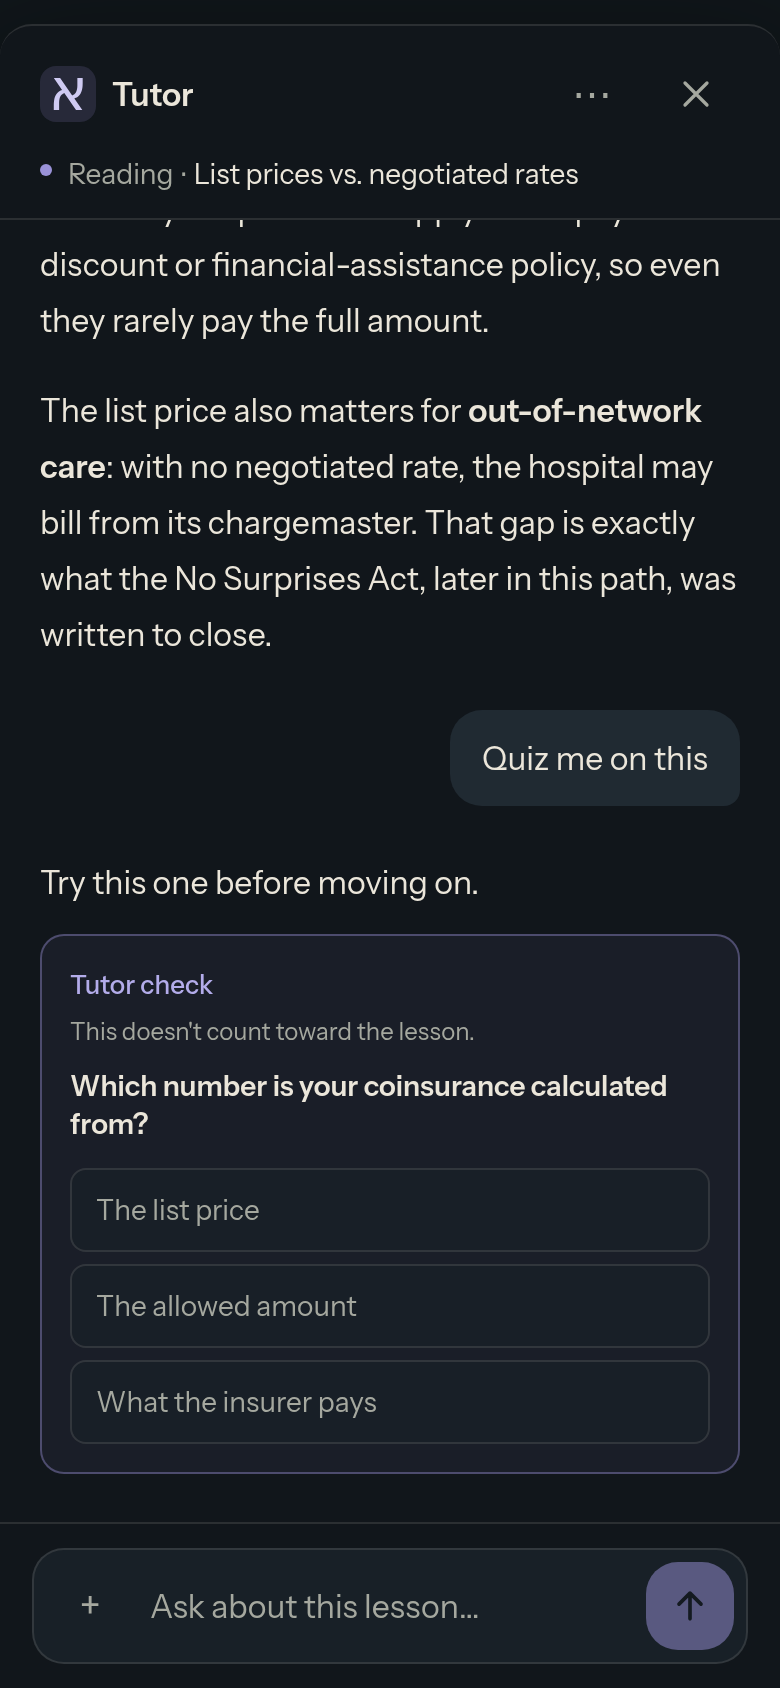 א Tutor ...
Reading · List prices vs. negotiated rates
discount or financial-assistance policy, so even
they rarely pay the full amount.
The list price also matters for out-of-network
care: with no negotiated rate, the hospital may
bill from its chargemaster. That gap is exactly
what the No Surprises Act, later in this path, was
written to close.
Quiz me on this
Try this one before moving on.
Tutor check
This doesn't count toward the lesson.
Which number is your coinsurance calculated
from?
The list price
The allowed amount
What the insurer pays
+ Ask about this lesson...